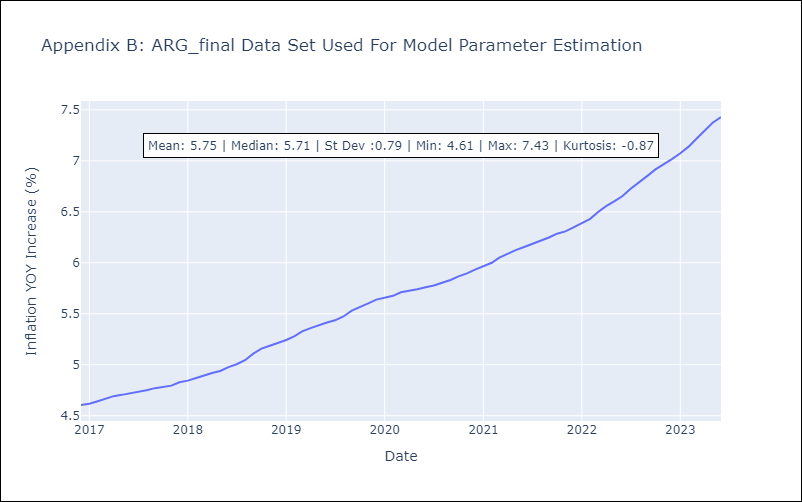 Appendix B: ARG_final Data Set Used For Model Parameter Estimation
7.5
Mean: 5.75 | Median: 5.71 | St Dev :0.79 | Min: 4.61 | Max: 7.43 | Kurtosis: -0.87
7
6.5
6
5.5
5
4.5
Inflation YOY Increase (%)
2017 2018 2019 2020 2021 2022 2023
Date